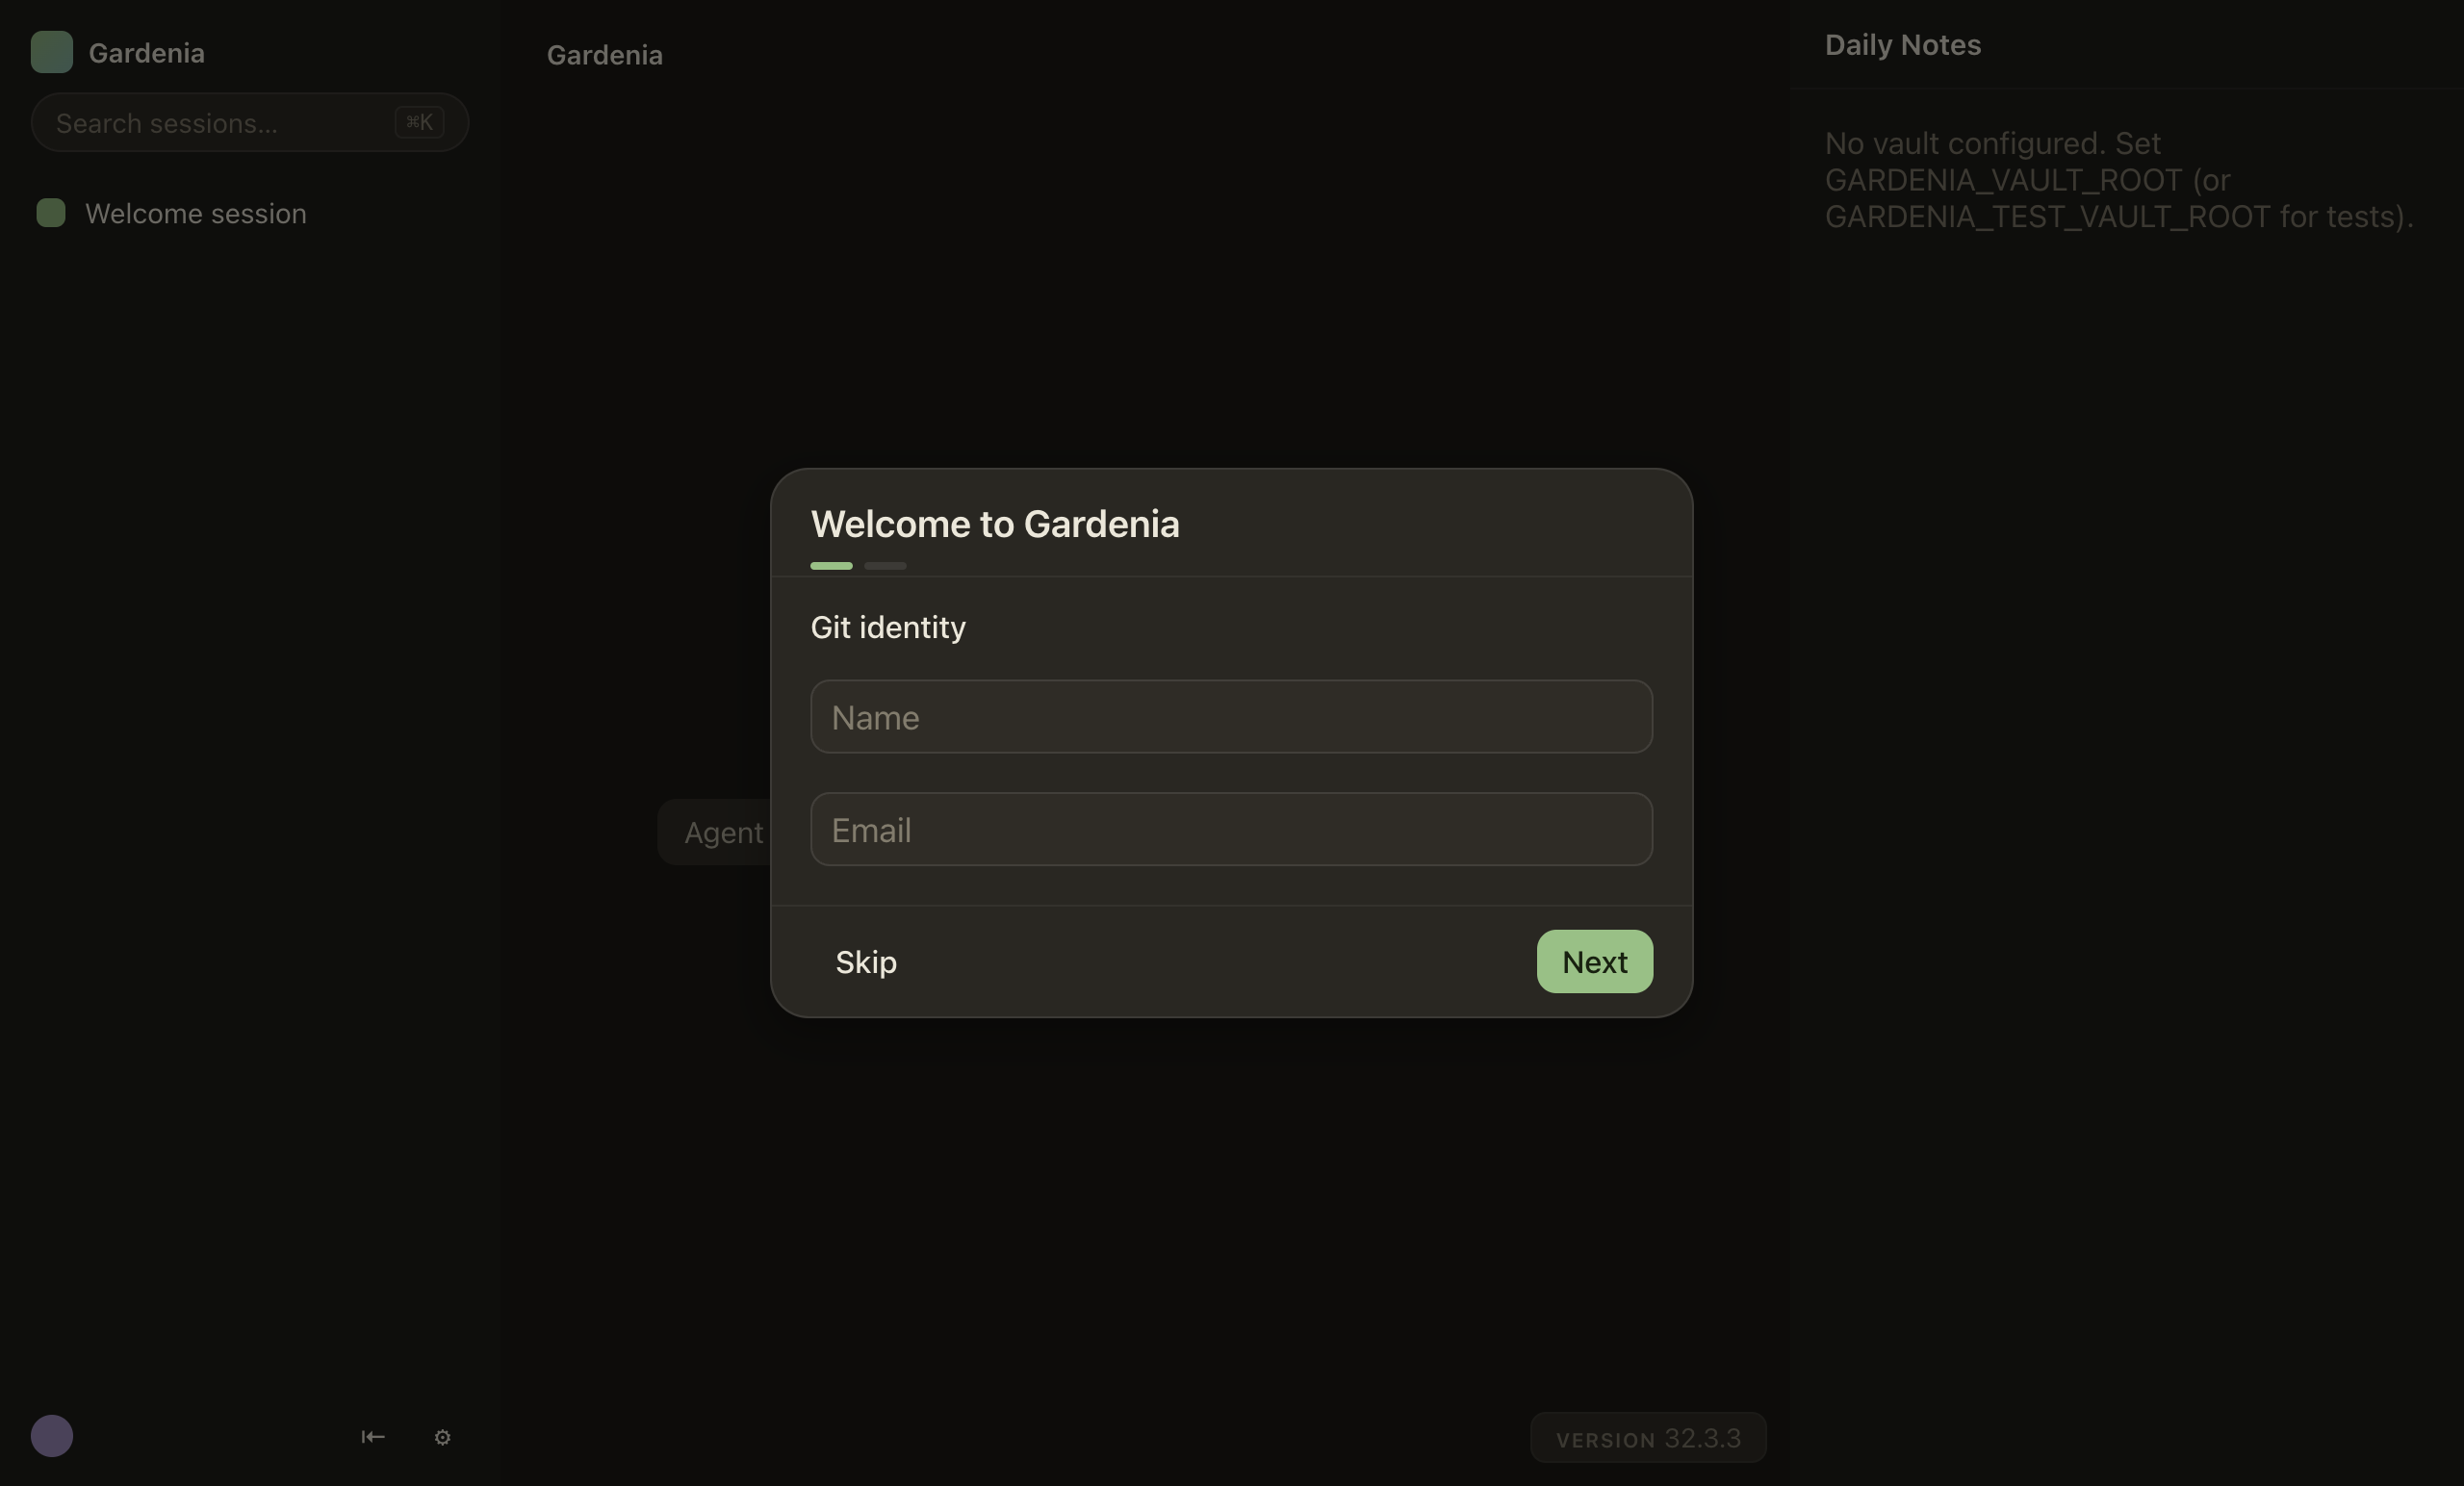 Gardenia
Search sessions...
⌘K
Welcome session
Gardenia
Agent
Welcome to Gardenia
Git identity
Name
Email
Skip
Next
VERSION 32.3.3
Daily Notes
No vault configured. Set
GARDENIA_VAULT_ROOT (or
GARDENIA_TEST_VAULT_ROOT for tests).